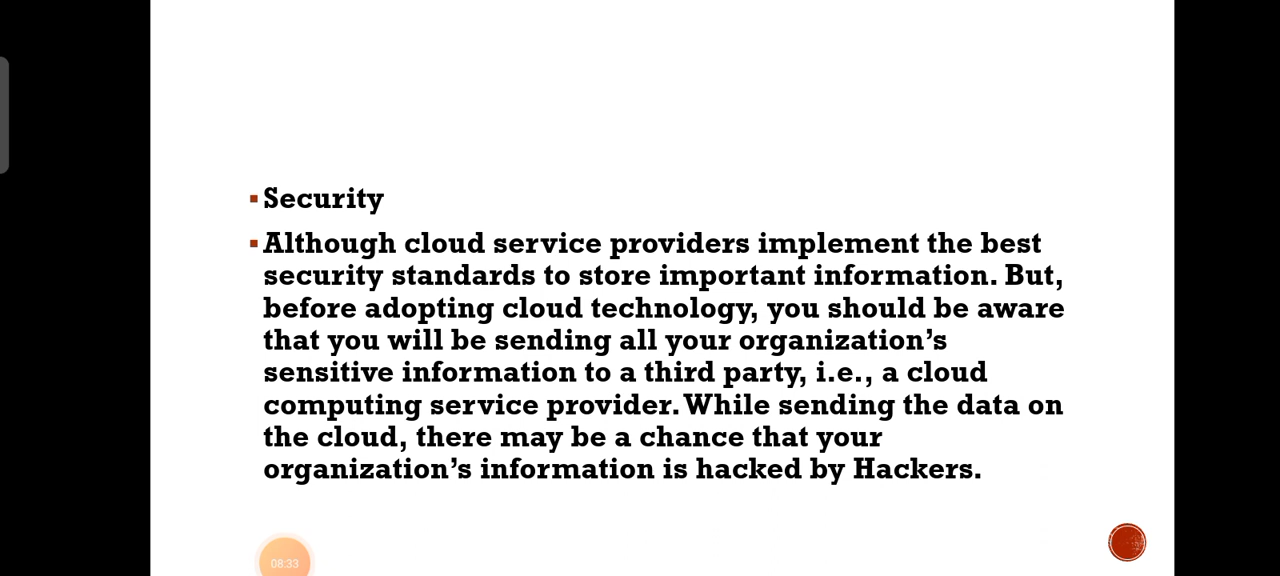 Security
Although cloud service providers implement the best
security standards to store important information. But,
before adopting cloud technology, you should be aware
that you will be sending all your organization’s
sensitive information to a third party, i.e., a cloud
computing service provider. While sending the data on
the cloud, there may be a chance that your
organization’s information is hacked by Hackers.
08:33